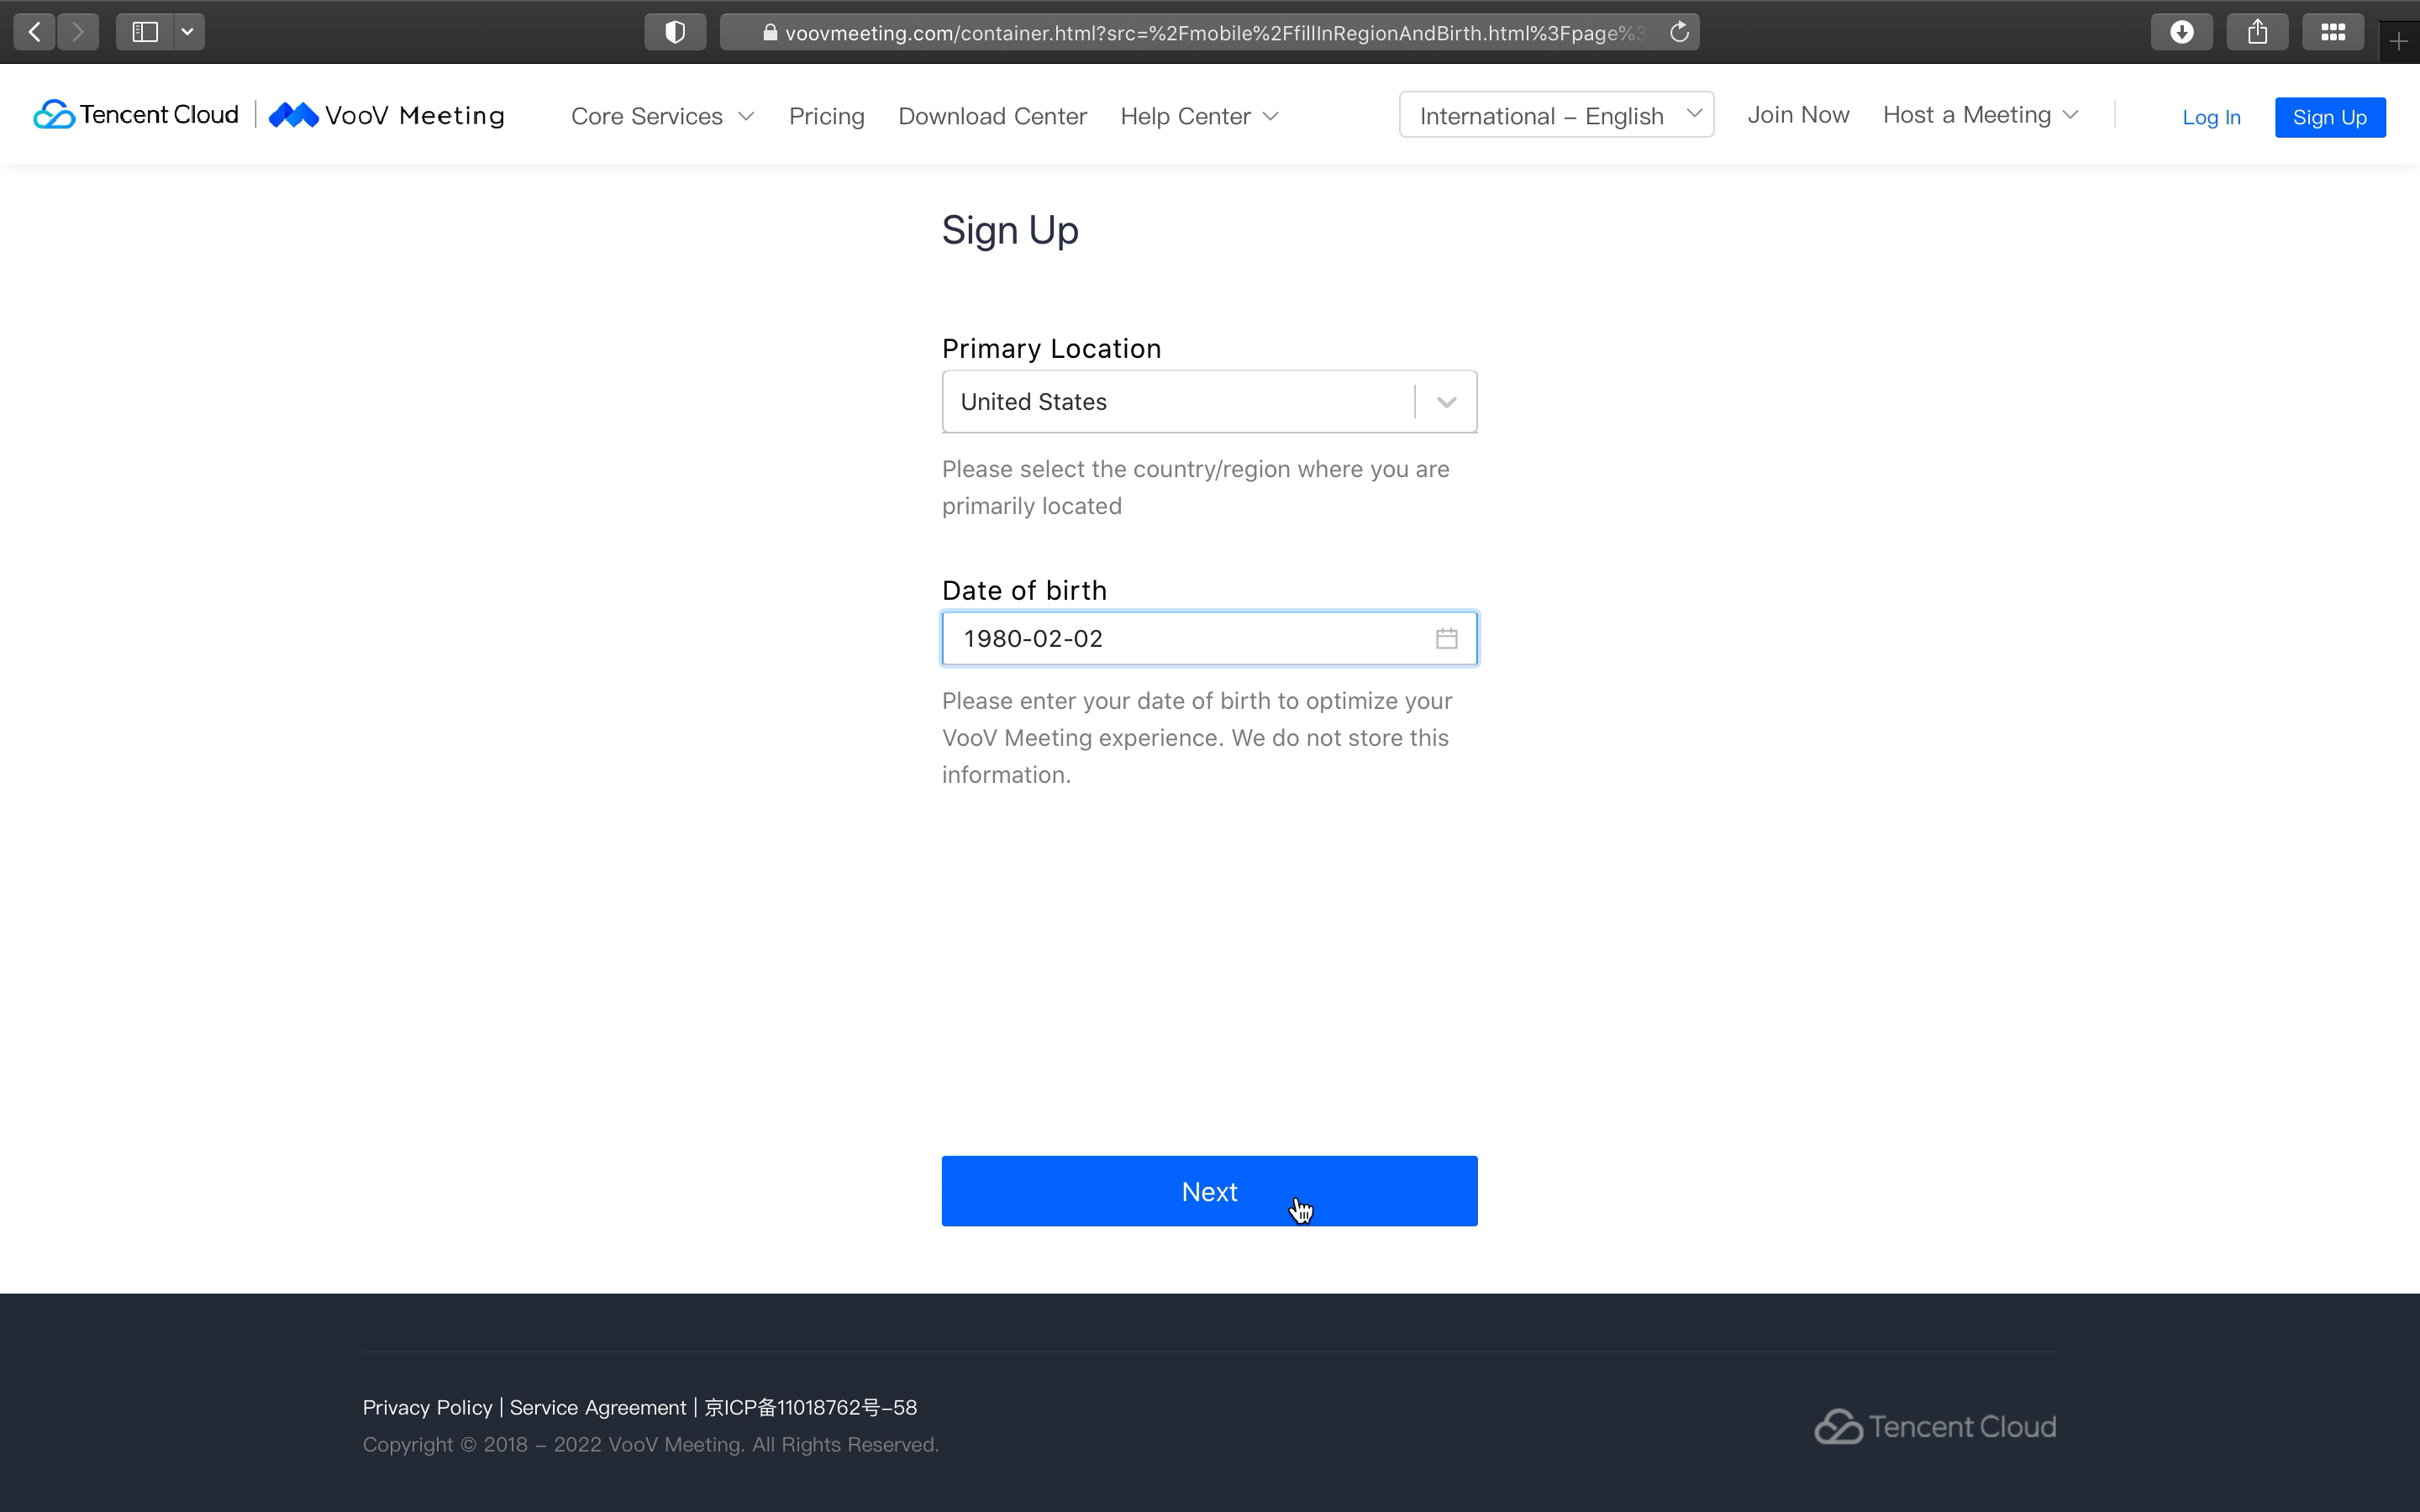 voovmeeting.com/container.html?src=%2Fmobile%2FfillInRegionAndBirth.html%3Fpage%3
Tencent Cloud | VooV Meeting Core Services Pricing Download Center Help Center International – English Join Now Host a Meeting Log In Sign Up
Sign Up
Primary Location
United States
Please select the country/region where you are
primarily located
Date of birth
1980-02-02
Please enter your date of birth to optimize your
VooV Meeting experience. We do not store this
information.
Next
Privacy Policy | Service Agreement | 京ICP备11018762号–58
Copyright © 2018 – 2022 VooV Meeting. All Rights Reserved.
Tencent Cloud